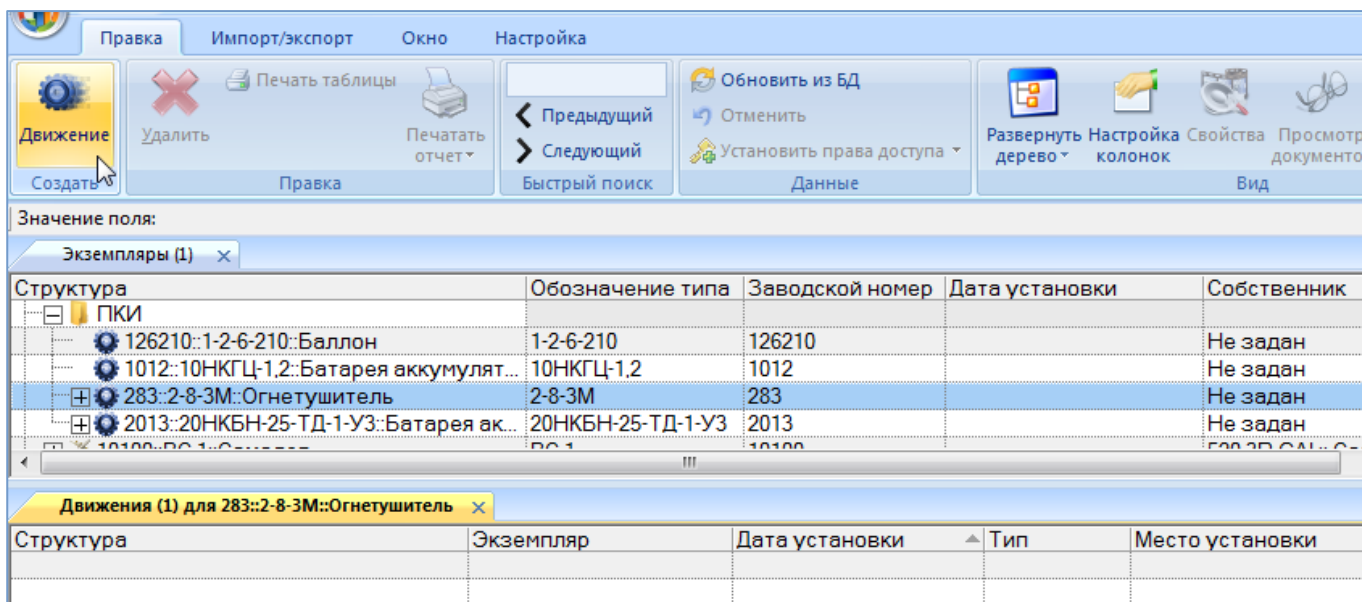 Правка Импорт/экспорт Окно Настройка
Движение
Создать
Удалить
Печать таблицы
Печатать отчет
Правка
Предыдущий
Следующий
Быстрый поиск
Обновить из БД
Отменить
Установить права доступа
Данные
Развернуть дерево
Настройка колонок
Свойства
Просмотр
Вид
Значение поля:
Экземпляры (1)
Структура Обозначение типа Заводской номер Дата установки Собственник
ПКИ
126210::1-2-6-210::Баллон 1-2-6-210 126210 Не задан
1012::10НКГЦ-1,2::Батарея аккумулят... 10НКГЦ-1,2 1012 Не задан
283::2-8-3М::Огнетушитель 2-8-3М 283 Не задан
2013::20НКБН-25-ТД-1-У3::Батарея ак... 20НКБН-25-ТД-1-У3 2013 Не задан
Движения (1) для 283::2-8-3М::Огнетушитель
Структура Экземпляр Дата установки Тип Место установки